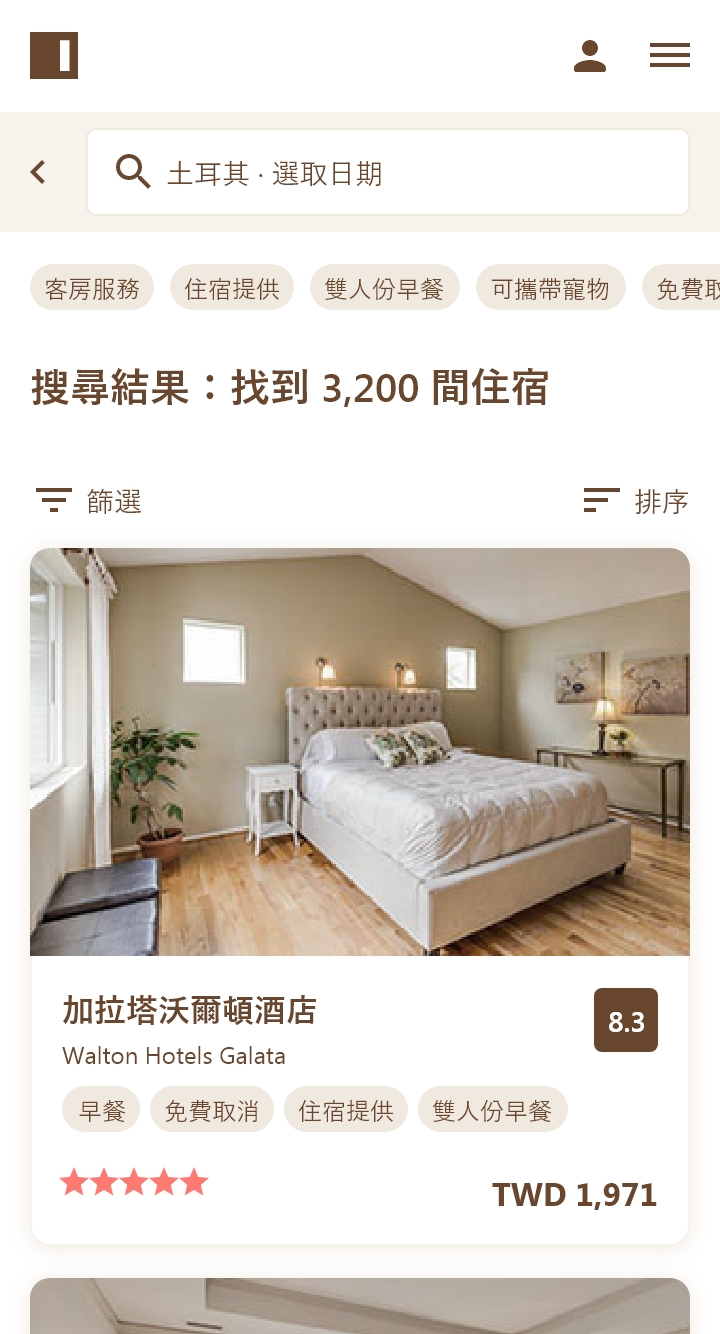 土耳其 · 選取日期
客房服務 住宿提供 雙人份早餐 可攜帶寵物 免費取
搜尋結果：找到 3,200 間住宿
篩選 排序
加拉塔沃爾頓酒店
8.3
Walton Hotels Galata
早餐 免費取消 住宿提供 雙人份早餐
TWD 1,971